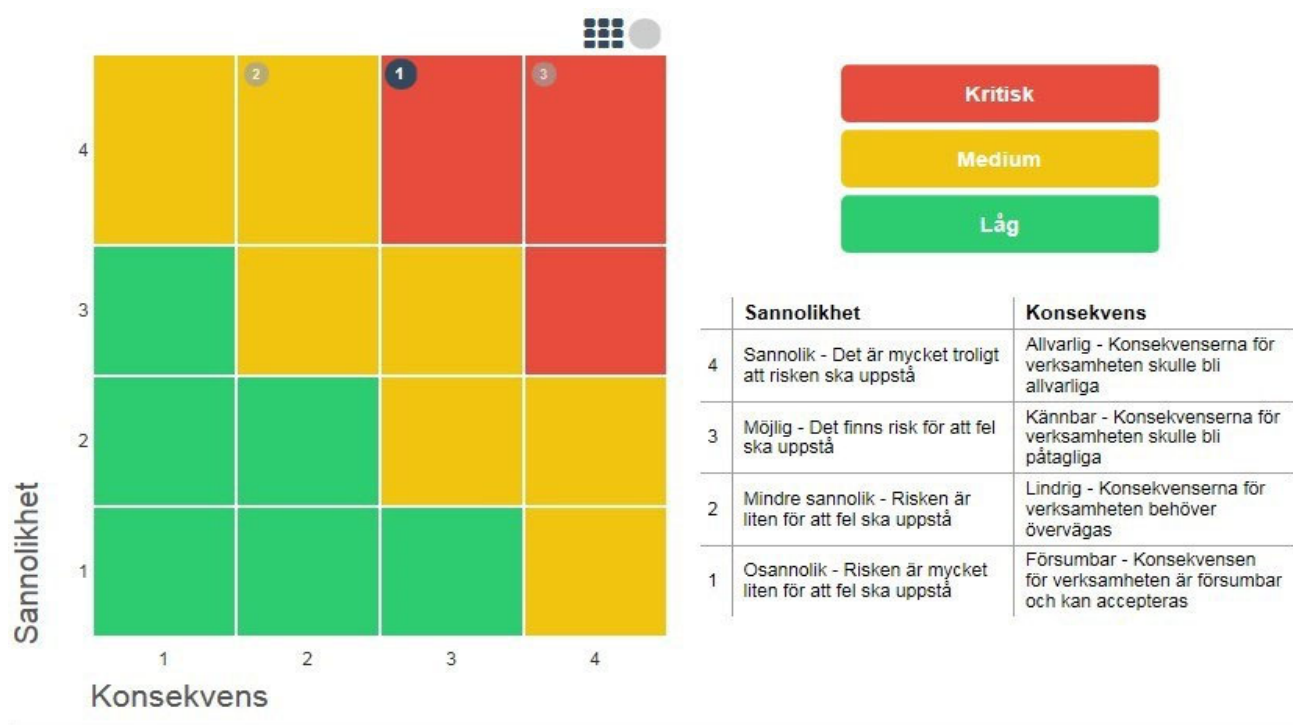 2
1
3
4
3
2
1
Sannolikhet
1
2
3
4
Konsekvens
Kritisk
Medium
Låg
Sannolikhet
Konsekvens
4
Sannolik - Det är mycket troligt
att risken ska uppstå
Allvarlig - Konsekvenserna för
verksamheten skulle bli
allvarliga
3
Möjlig - Det finns risk för att fel
ska uppstå
Kännbar - Konsekvenserna för
verksamheten skulle bli
påtagliga
2
Mindre sannolik - Risken är
liten för att fel ska uppstå
Lindrig - Konsekvenserna för
verksamheten behöver
övervägas
1
Osannolik - Risken är mycket
liten för att fel ska uppstå
Försumbar - Konsekvensen
för verksamheten är försumbar
och kan accepteras